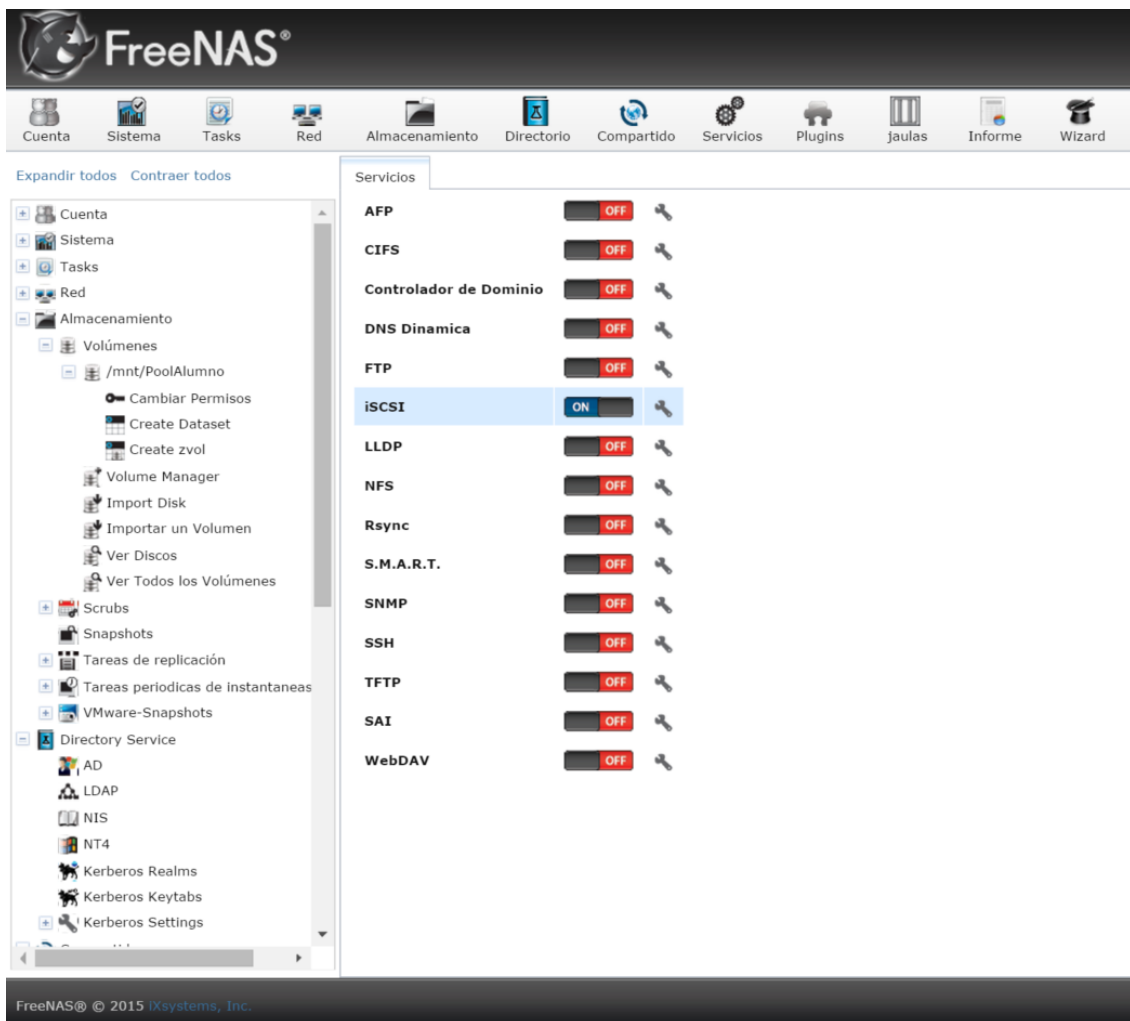 FreeNAS®
Cuenta Sistema Tasks Red Almacenamiento Directorio Compartido Servicios Plugins jaulas Informe Wizard
Expandir todos Contraer todos
Cuenta
Sistema
Tasks
Red
Almacenamiento
Volúmenes
/mnt/PoolAlumno
Cambiar Permisos
Create Dataset
Create zvol
Volume Manager
Import Disk
Importar un Volumen
Ver Discos
Ver Todos los Volúmenes
Scrubs
Snapshots
Tareas de replicación
Tareas periodicas de instantaneas
VMware-Snapshots
Directory Service
AD
LDAP
NIS
NT4
Kerberos Realms
Kerberos Keytabs
Kerberos Settings
Servicios
AFP OFF
CIFS OFF
Controlador de Dominio OFF
DNS Dinamica OFF
FTP OFF
iSCSI ON
LLDP OFF
NFS OFF
Rsync OFF
S.M.A.R.T. OFF
SNMP OFF
SSH OFF
TFTP OFF
SAI OFF
WebDAV OFF
FreeNAS® © 2015 iXsystems, Inc.